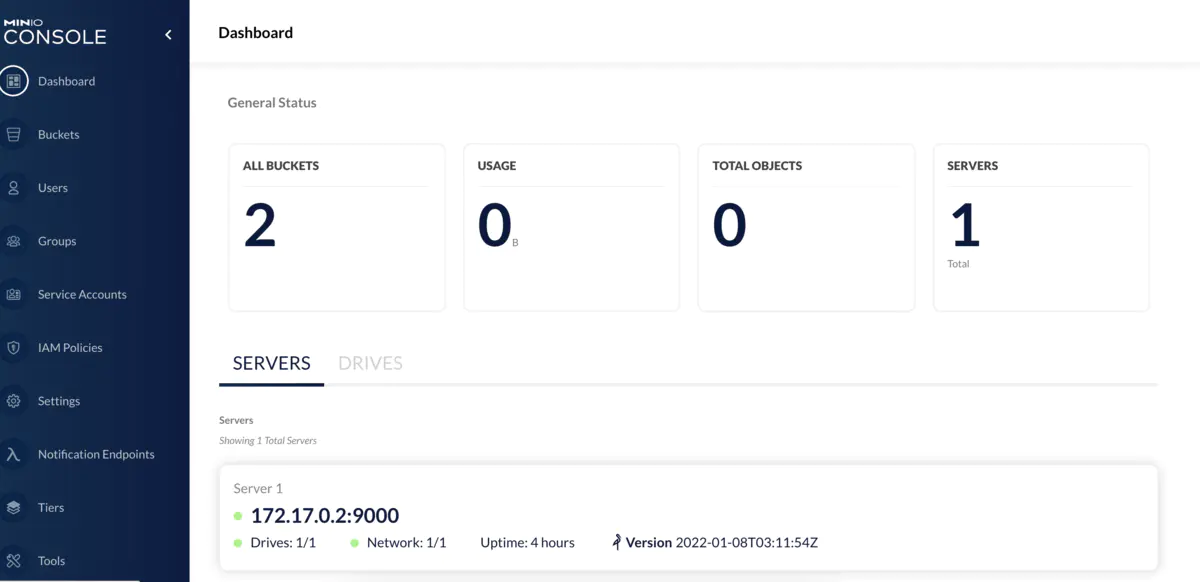 MINIO
CONSOLE
Dashboard
Buckets
Users
Groups
Service Accounts
IAM Policies
Settings
Notification Endpoints
Tiers
Tools
Dashboard
General Status
ALL BUCKETS
2
USAGE
0 B
TOTAL OBJECTS
0
SERVERS
1
Total
SERVERS DRIVES
Servers
Showing 1 Total Servers
Server 1
172.17.0.2:9000
Drives: 1/1 Network: 1/1 Uptime: 4 hours Version 2022-01-08T03:11:54Z